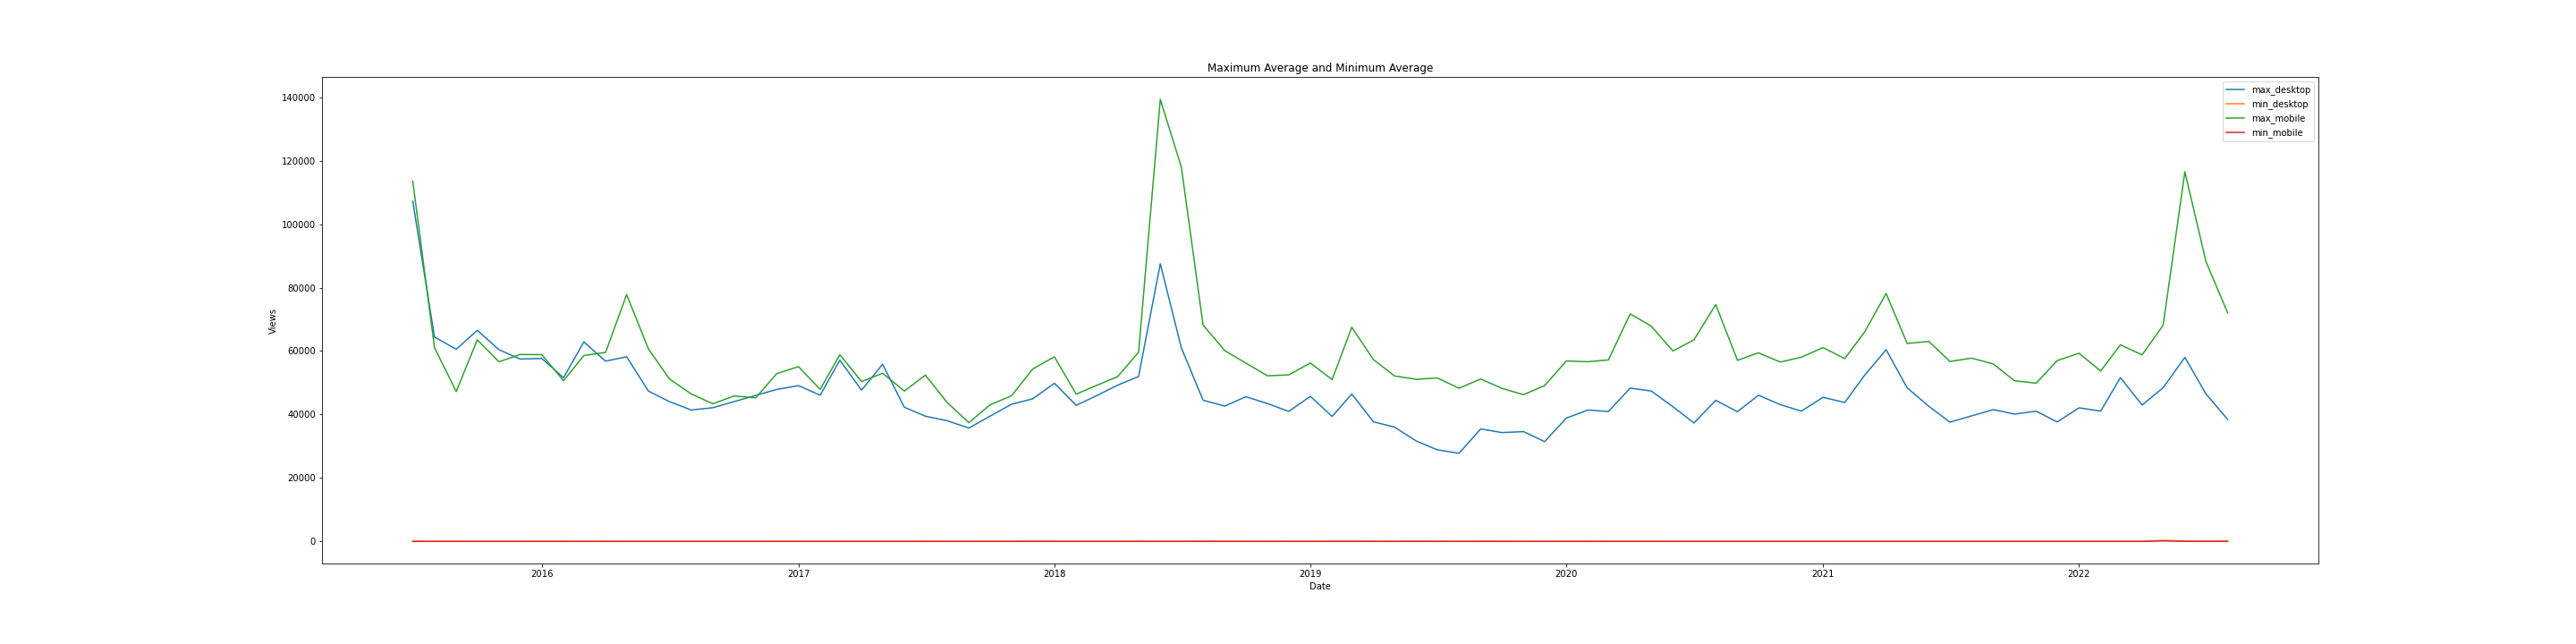 Maximum Average and Minimum Average
max_desktop
min_desktop
max_mobile
min_mobile
140000
120000
100000
80000
60000
40000
20000
0
Views
2016 2017 2018 2019 2020 2021 2022
Date